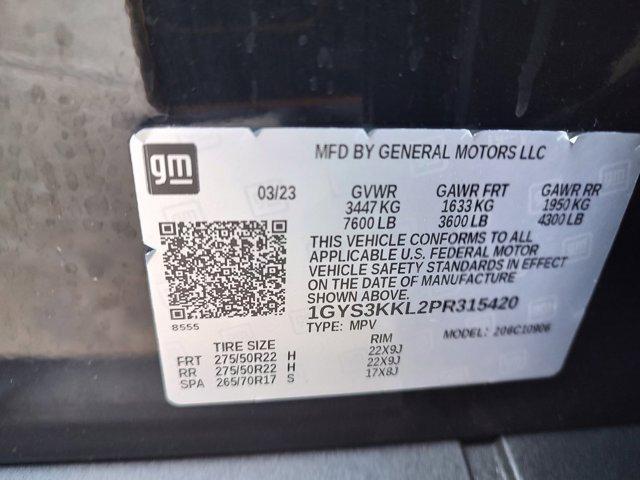 gm
MFD BY GENERAL MOTORS LLC
03/23 GVWR GAWR FRT GAWR RR
3447 KG 1633 KG 1950 KG
7600 LB 3600 LB 4300 LB
THIS VEHICLE CONFORMS TO ALL
APPLICABLE U.S. FEDERAL MOTOR
VEHICLE SAFETY STANDARDS IN EFFECT
ON THE DATE OF MANUFACTURE
SHOWN ABOVE.
1GYS3KKL2PR315420
8555
TYPE: MPV MODEL: 206C10906
TIRE SIZE RIM
FRT 275/50R22 H 22X9J
RR 275/50R22 H 22X9J
SPA 265/70R17 S 17X8J